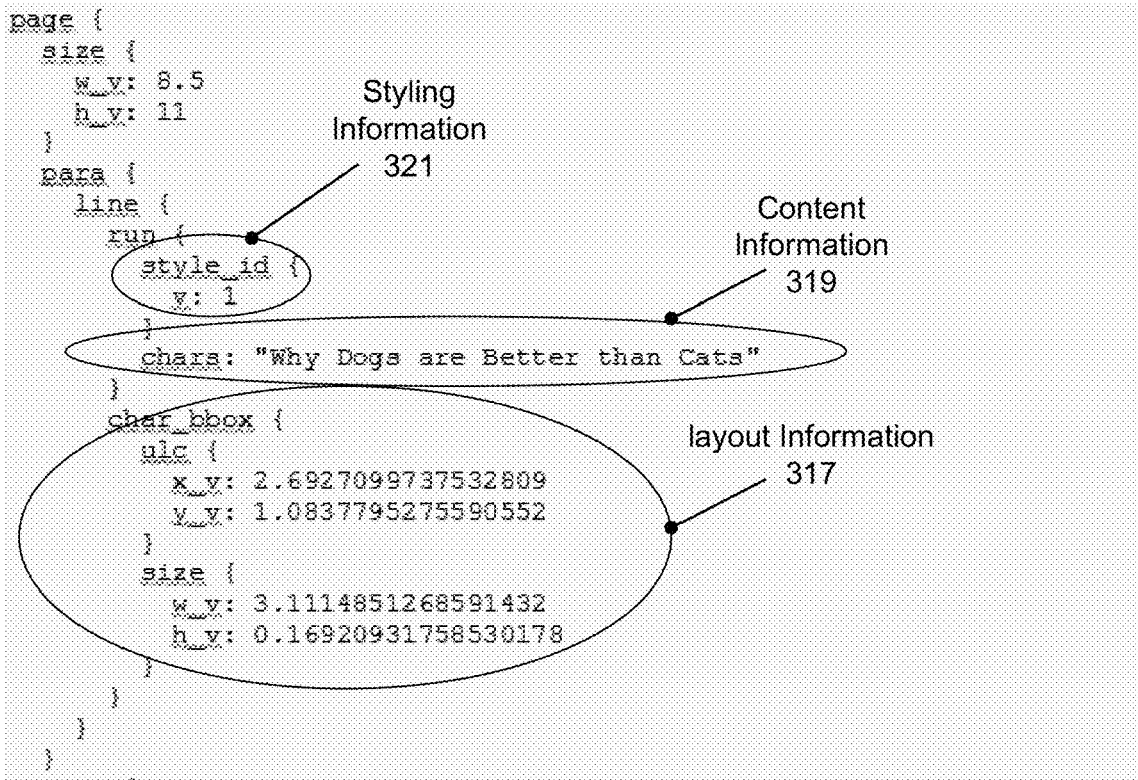 page {
size {
w_v: 8.5
h_v: 11
}
Styling
Information
321
para {
line {
run {
style_id {
v: 1
}
Content
Information
319
chars: "Why Dogs are Better than Cats"
}
char_bbox {
ulc {
x_v: 2.6927099737532809
y_v: 1.0837795275590552
}
layout Information
317
size {
w_v: 3.1114851268591432
h_v: 0.16920931758530178
}
}
}
}